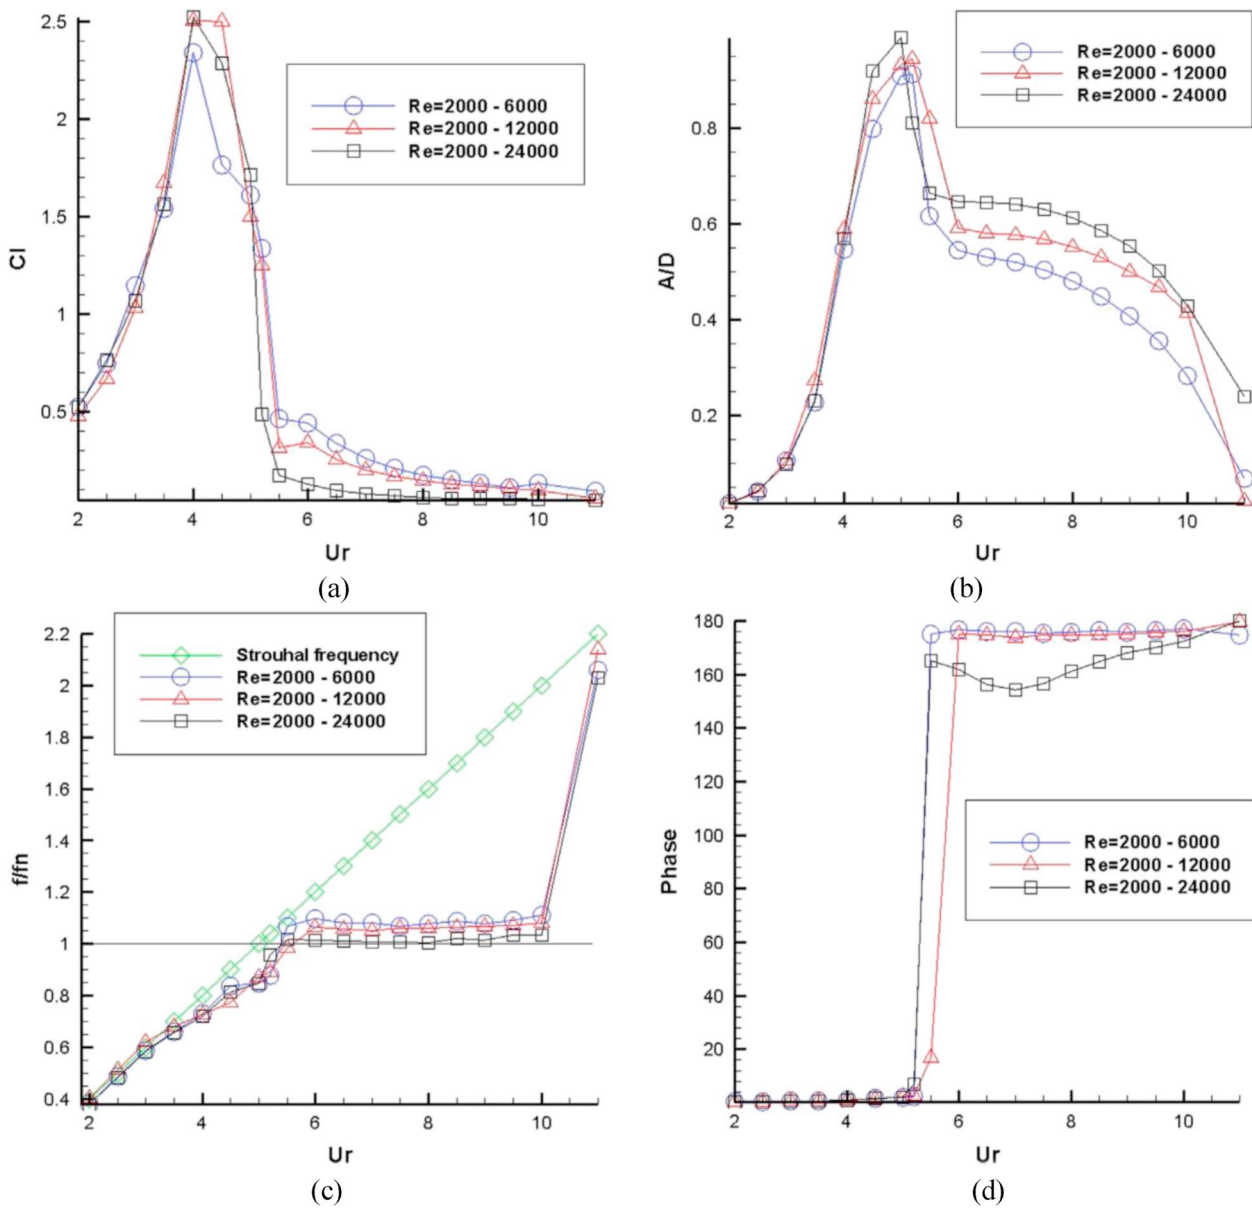 2.5
2
1.5
1
0.5
Cl
2
4
6
8
10
Ur
Re=2000 - 6000
Re=2000 - 12000
Re=2000 - 24000
(a)
0.8
0.6
0.4
0.2
A/D
2
4
6
8
10
Ur
Re=2000 - 6000
Re=2000 - 12000
Re=2000 - 24000
(b)
2.2
2
1.8
1.6
1.4
1.2
1
0.8
0.6
0.4
f/fn
2
4
6
8
10
Ur
Strouhal frequency
Re=2000 - 6000
Re=2000 - 12000
Re=2000 - 24000
(c)
180
160
140
120
100
80
60
40
20
Phase
2
4
6
8
10
Ur
Re=2000 - 6000
Re=2000 - 12000
Re=2000 - 24000
(d)